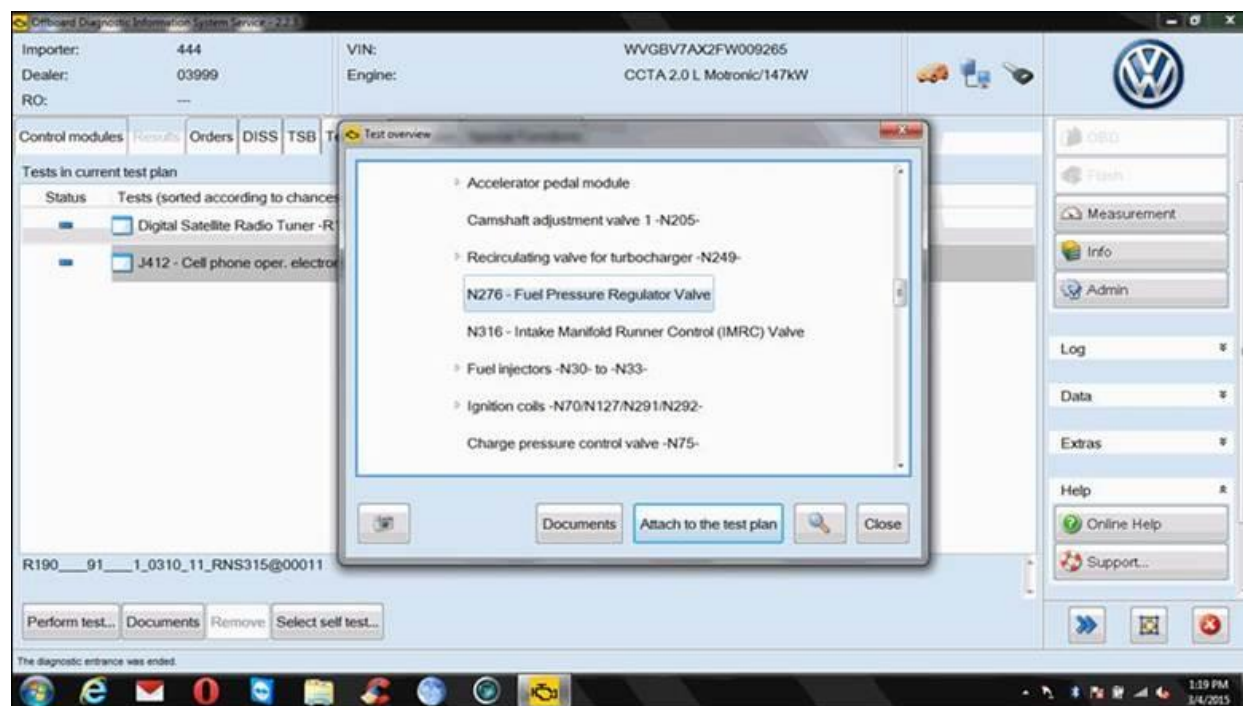 Offboard Diagnostic Information System Service - 2.2.3
Importer: 444 VIN: WVGBV7AX2FW009265
Dealer: 03999 Engine: CCTA 2.0 L Motronic/147kW
RO: ---
Control modules Results Orders DISS TSB
Test overview
Tests in current test plan
Status Tests (sorted according to chances
Digital Satellite Radio Tuner -R
J412 - Cell phone oper. electron
Accelerator pedal module
Camshaft adjustment valve 1 -N205-
Recirculating valve for turbocharger -N249-
N276 - Fuel Pressure Regulator Valve
N316 - Intake Manifold Runner Control (IMRC) Valve
Fuel injectors -N30- to -N33-
Ignition coils -N70/N127/N291/N292-
Charge pressure control valve -N75-
Documents Attach to the test plan Close
R190___91___1_0310_11_RNS315@00011
Perform test... Documents Remove Select self test...
The diagnostic entrance was ended.
OBD
Flash
Measurement
Info
Admin
Log
Data
Extras
Help
Online Help
Support...
1:19 PM
3/4/2015